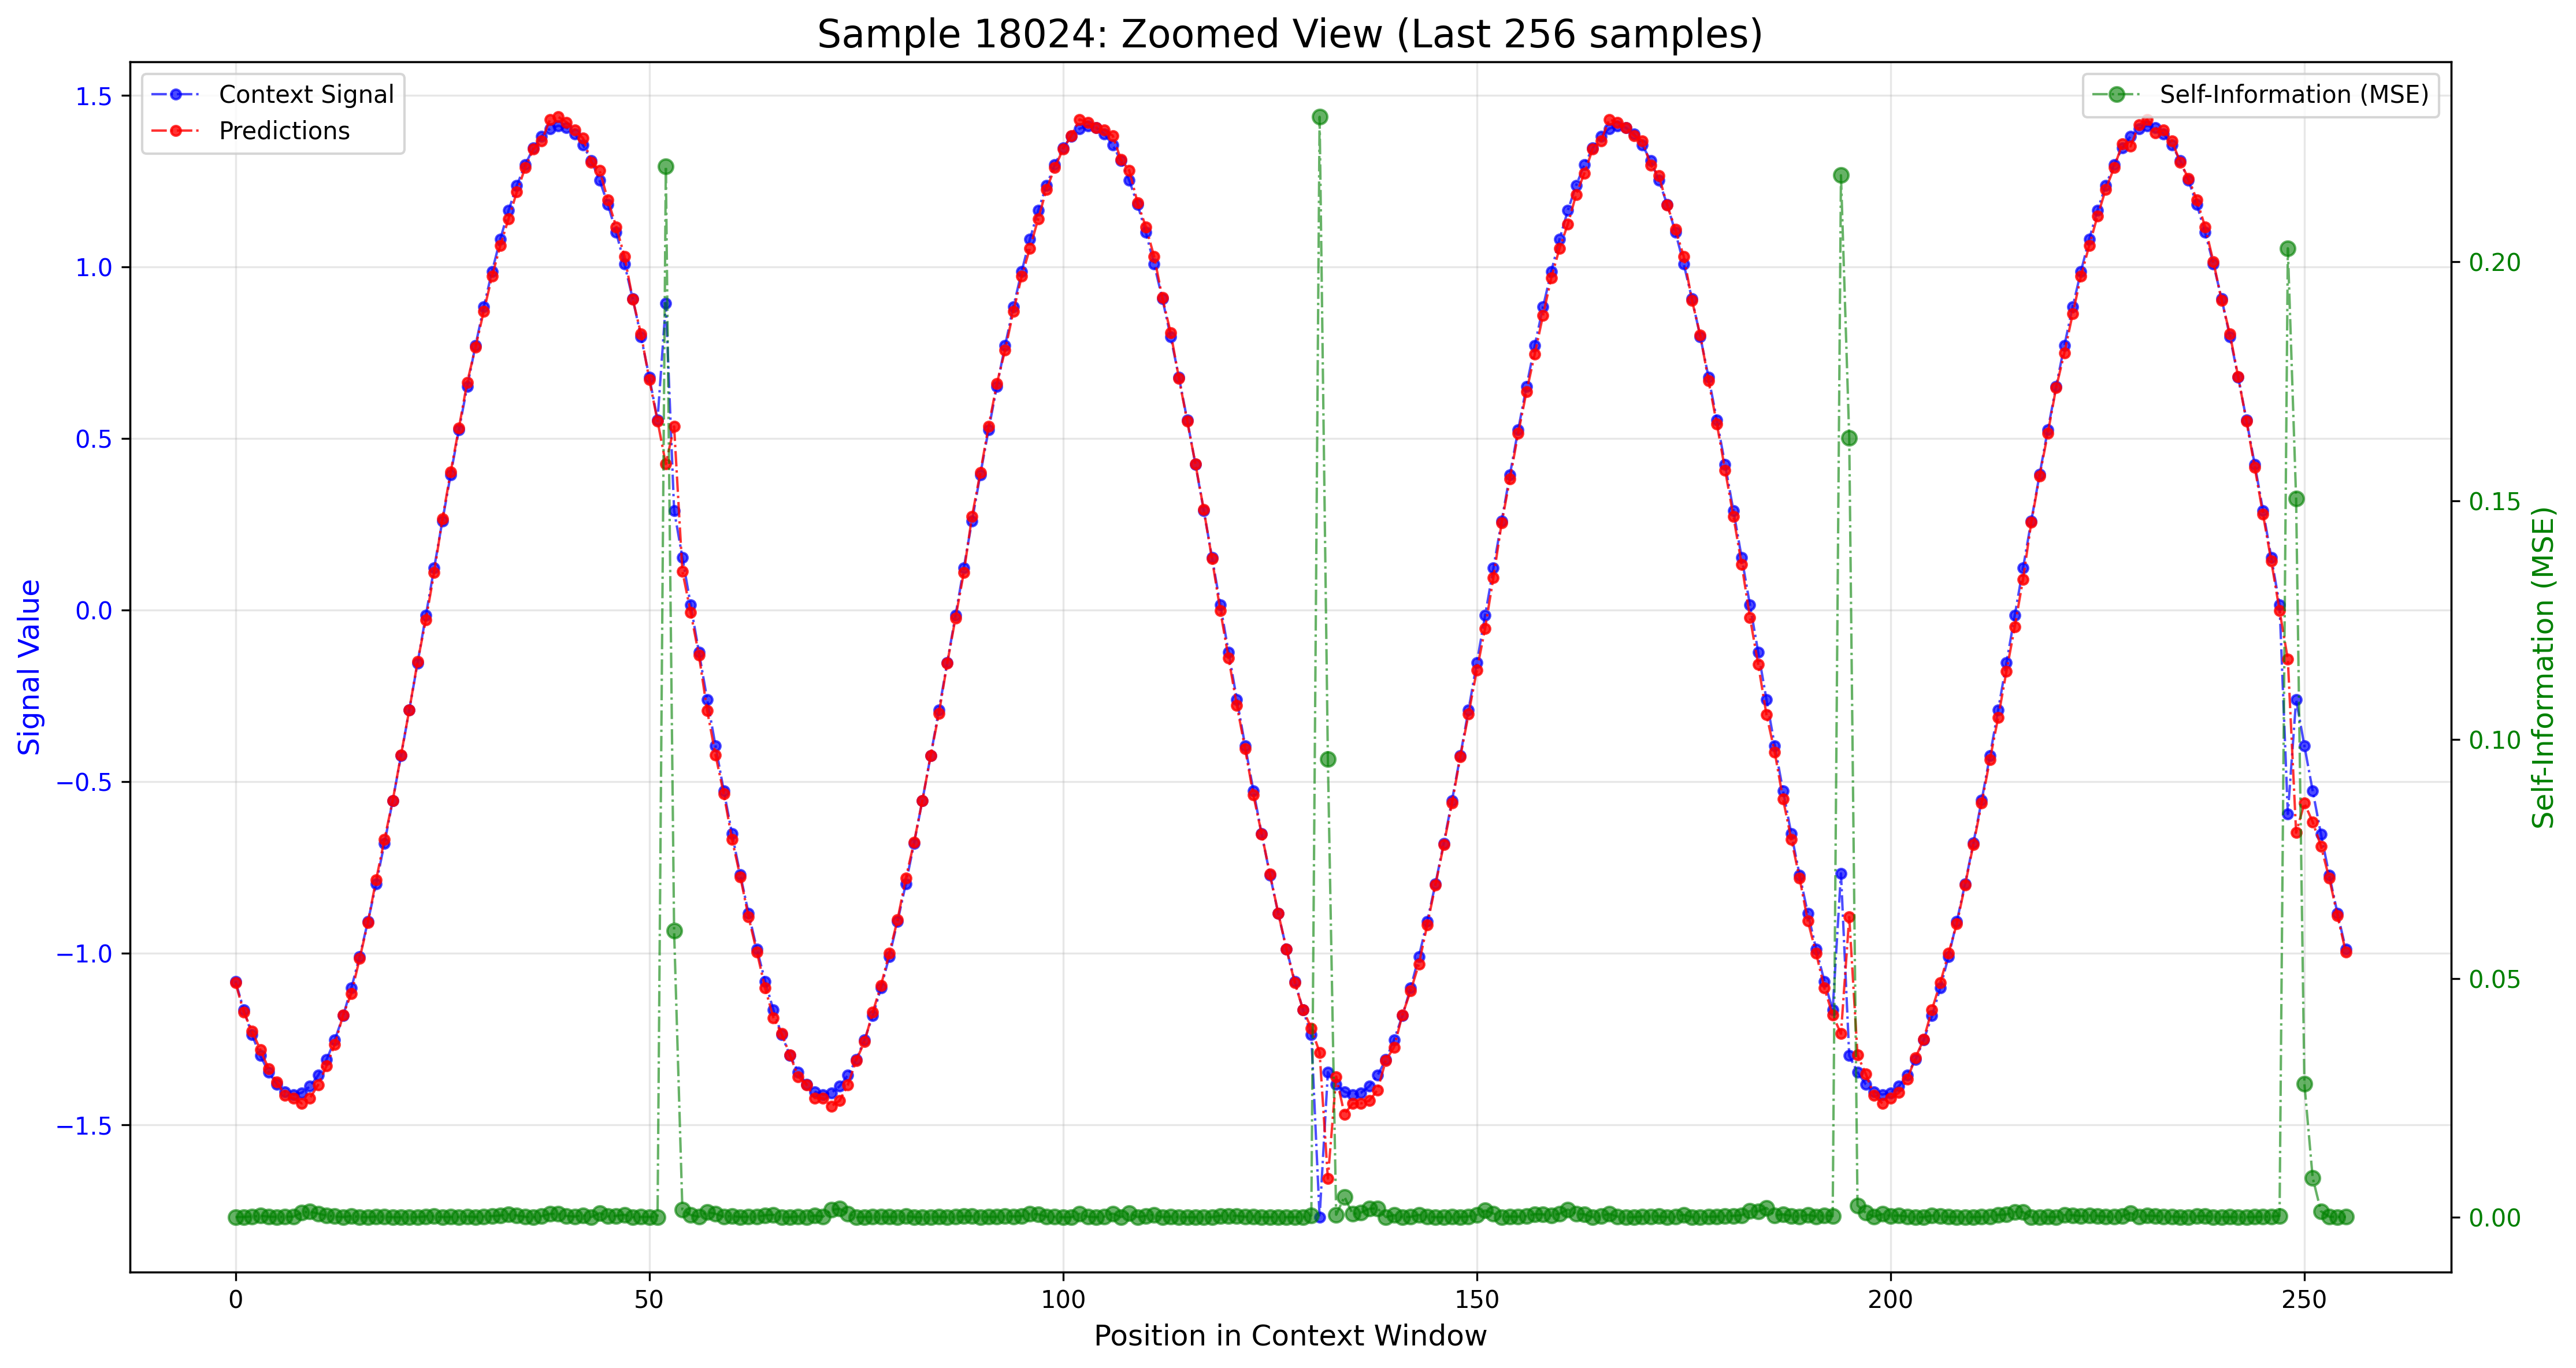 Sample 18024: Zoomed View (Last 256 samples)
Context Signal
Predictions
Self-Information (MSE)
1.5
1.0
0.5
0.0
−0.5
−1.0
−1.5
Signal Value
0.20
0.15
0.10
0.05
0.00
Self-Information (MSE)
0
50
100
150
200
250
Position in Context Window